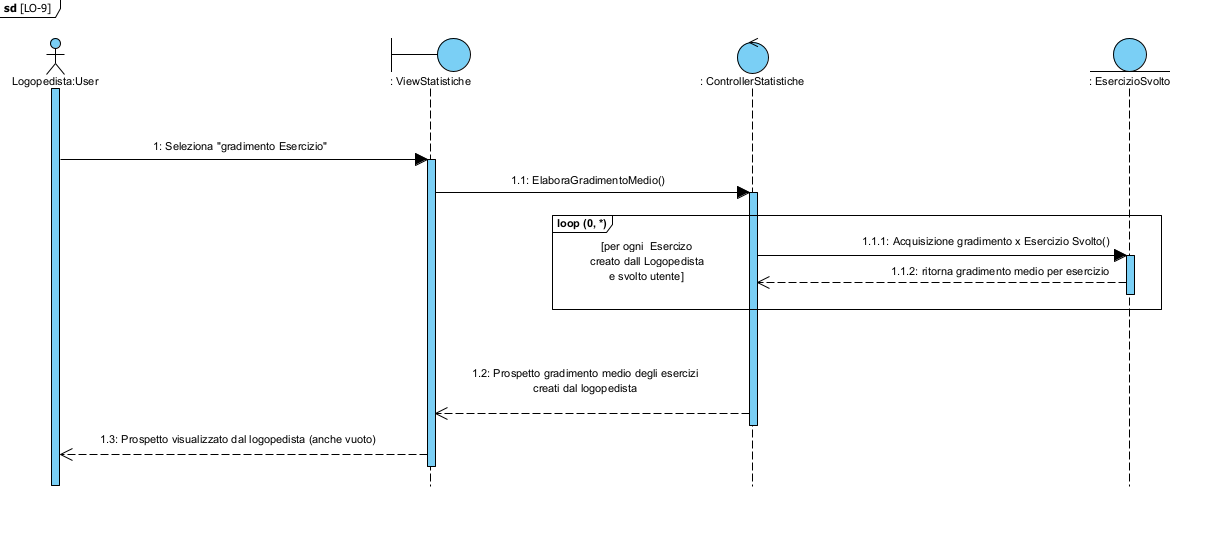 sd [LO-9]
Logopedista:User
: ViewStatistiche
: ControllerStatistiche
: EsercizioSvolto
1: Seleziona "gradimento Esercizio"
1.1: ElaboraGradimentoMedio()
loop (0, *)
[per ogni Esercizo
creato dall Logopedista
e svolto utente]
1.1.1: Acquisizione gradimento x Esercizio Svolto()
1.1.2: ritorna gradimento medio per esercizio
1.2: Prospetto gradimento medio degli esercizi
creati dal logopedista
1.3: Prospetto visualizzato dal logopedista (anche vuoto)